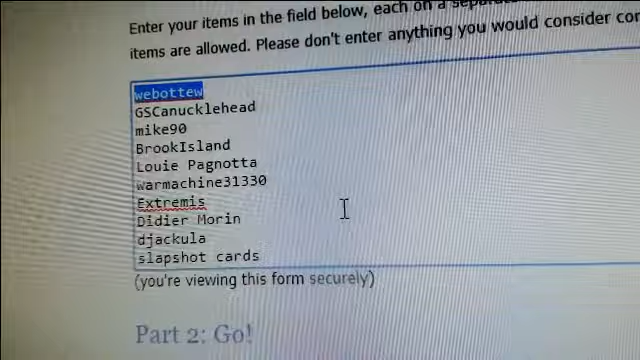 Enter your items in the field below, each on a
items are allowed. Please don't enter anything you would consider
webottew
GSCanucklehead
mike90
BrookIsland
Louie Pagnotta
warmachine31330
Extremis
Didier Morin
djackula
slapshot cards
(you're viewing this form securely)
Part 2: Go!